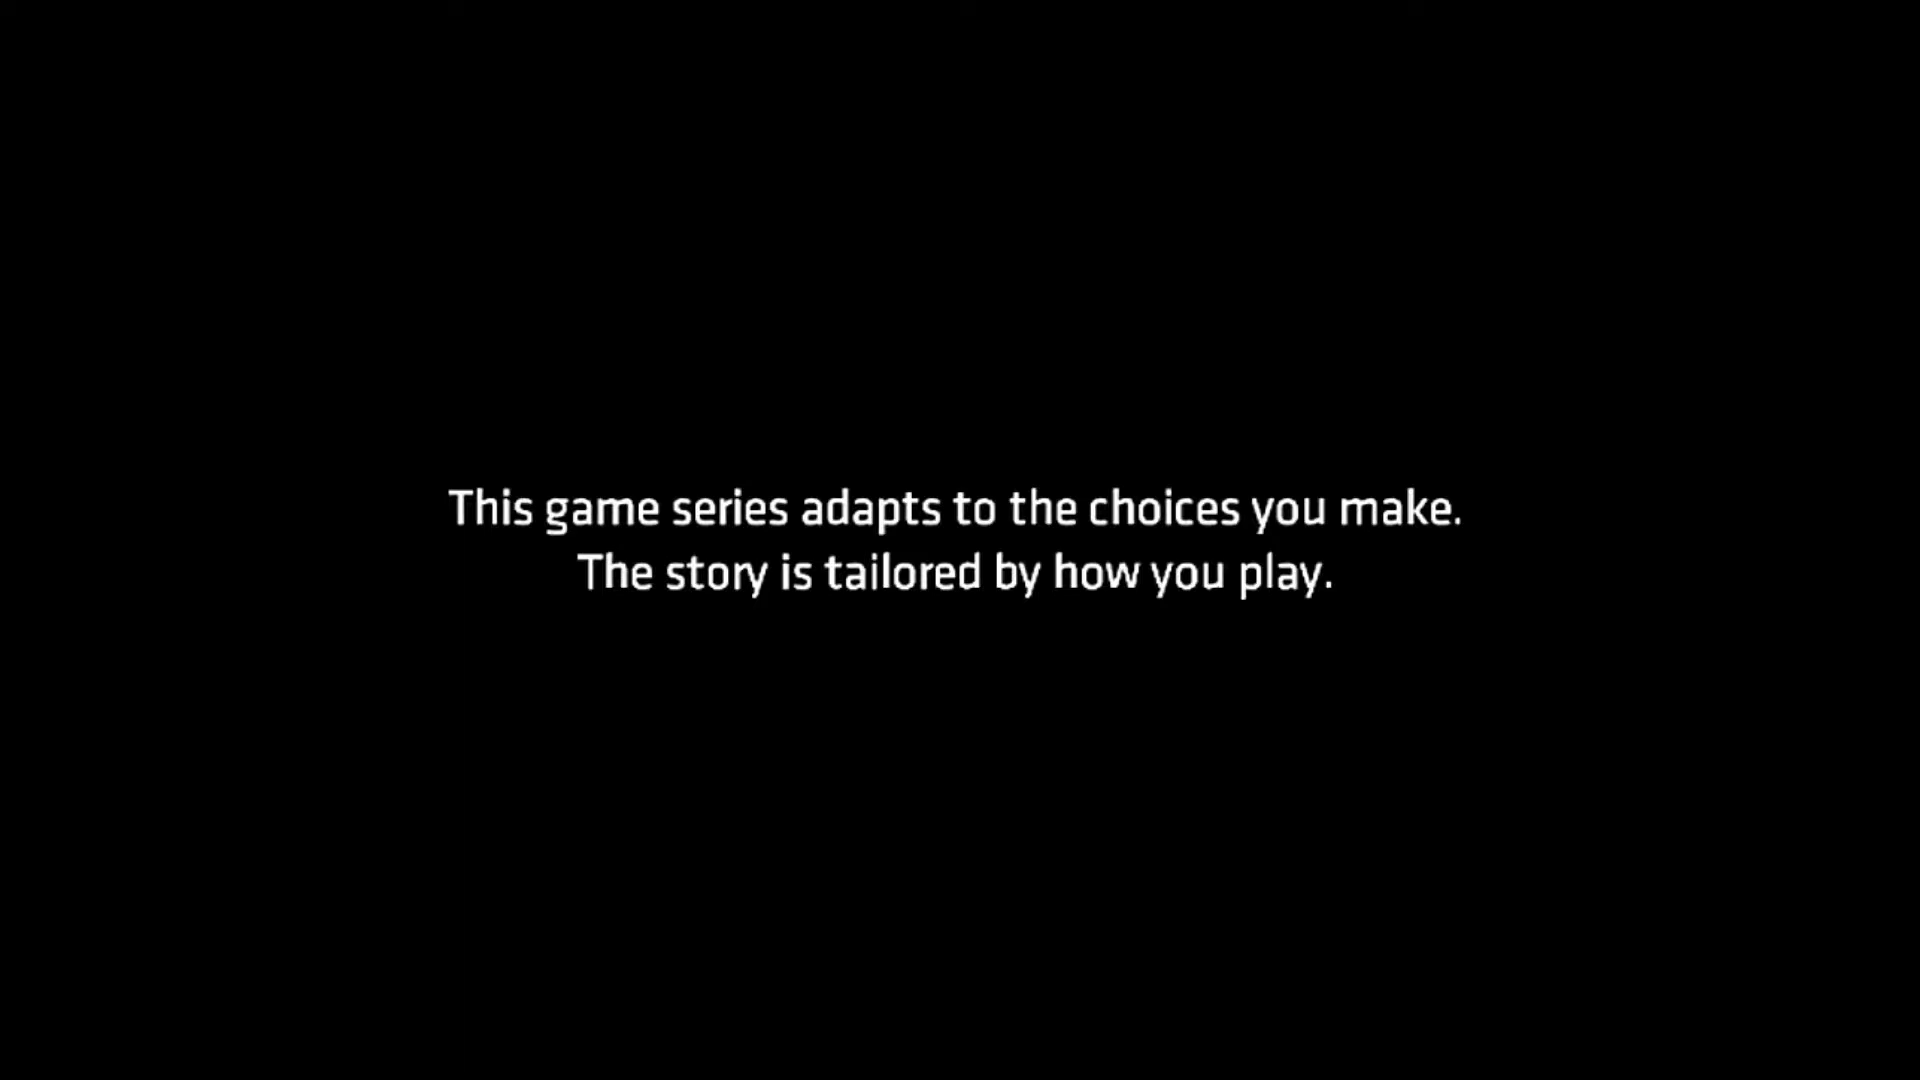 This game series adapts to the choices you make.
The story is tailored by how you play.